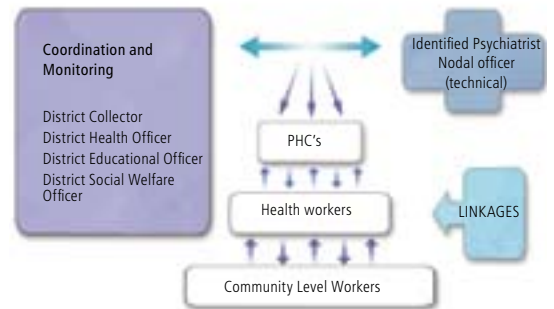 Coordination and
Monitoring
District Collector
District Health Officer
District Educational Officer
District Social Welfare
Officer
Identified Psychiatrist
Nodal officer
(technical)
PHC's
Health workers
LINKAGES
Community Level Workers